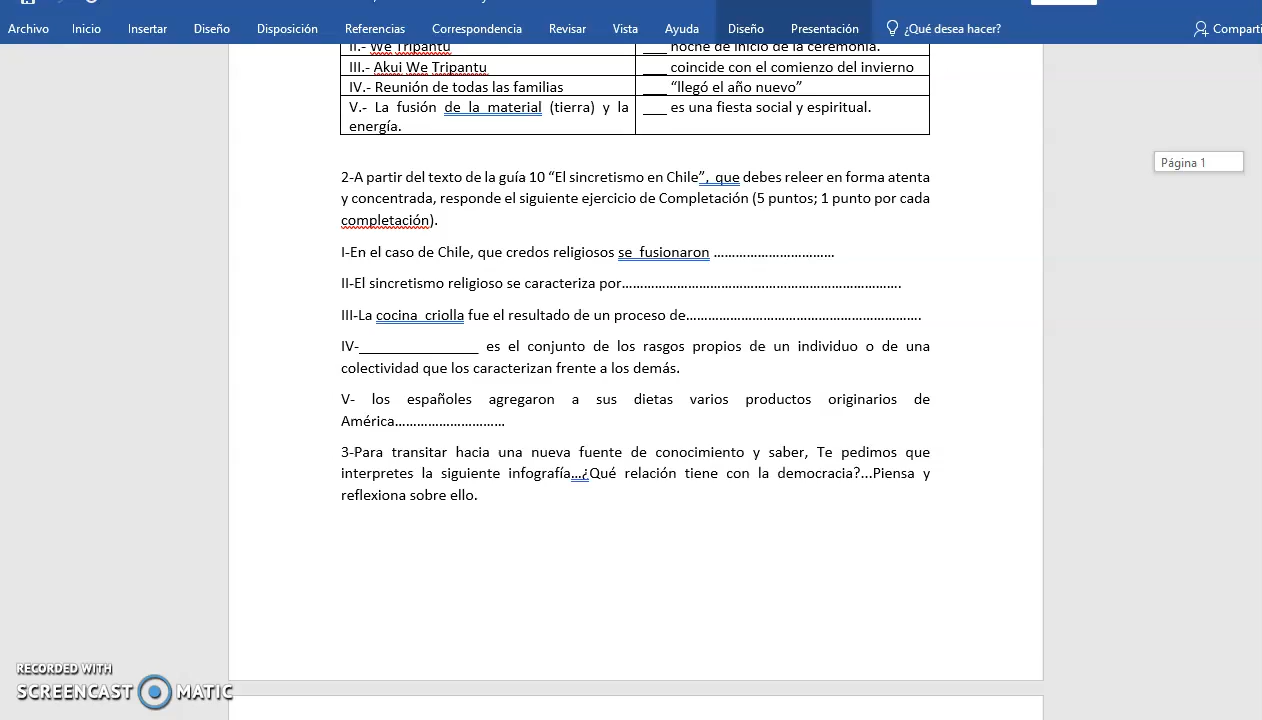 Archivo Inicio Insertar Diseño Disposición Referencias Correspondencia Revisar Vista Ayuda Diseño Presentación ¿Qué desea hacer? Comparti
II.- We Tripantu ___ noche de inicio de la ceremonia.
III.- Akui We Tripantu ___ coincide con el comienzo del invierno
IV.- Reunión de todas las familias ___ “llegó el año nuevo”
V.- La fusión de la material (tierra) y la ___ es una fiesta social y espiritual.
energía.
Página 1
2-A partir del texto de la guía 10 “El sincretismo en Chile”, que debes releer en forma atenta
y concentrada, responde el siguiente ejercicio de Completación (5 puntos; 1 punto por cada
completación).
I-En el caso de Chile, que credos religiosos se fusionaron ……………………………
II-El sincretismo religioso se caracteriza por………………………………………………………………….
III-La cocina criolla fue el resultado de un proceso de……………………………………………………….
IV-_______________ es el conjunto de los rasgos propios de un individuo o de una
colectividad que los caracterizan frente a los demás.
V- los españoles agregaron a sus dietas varios productos originarios de
América…………………………
3-Para transitar hacia una nueva fuente de conocimiento y saber, Te pedimos que
interpretes la siguiente infografía…¿Qué relación tiene con la democracia?...Piensa y
reflexiona sobre ello.
RECORDED WITH
SCREENCAST MATIC